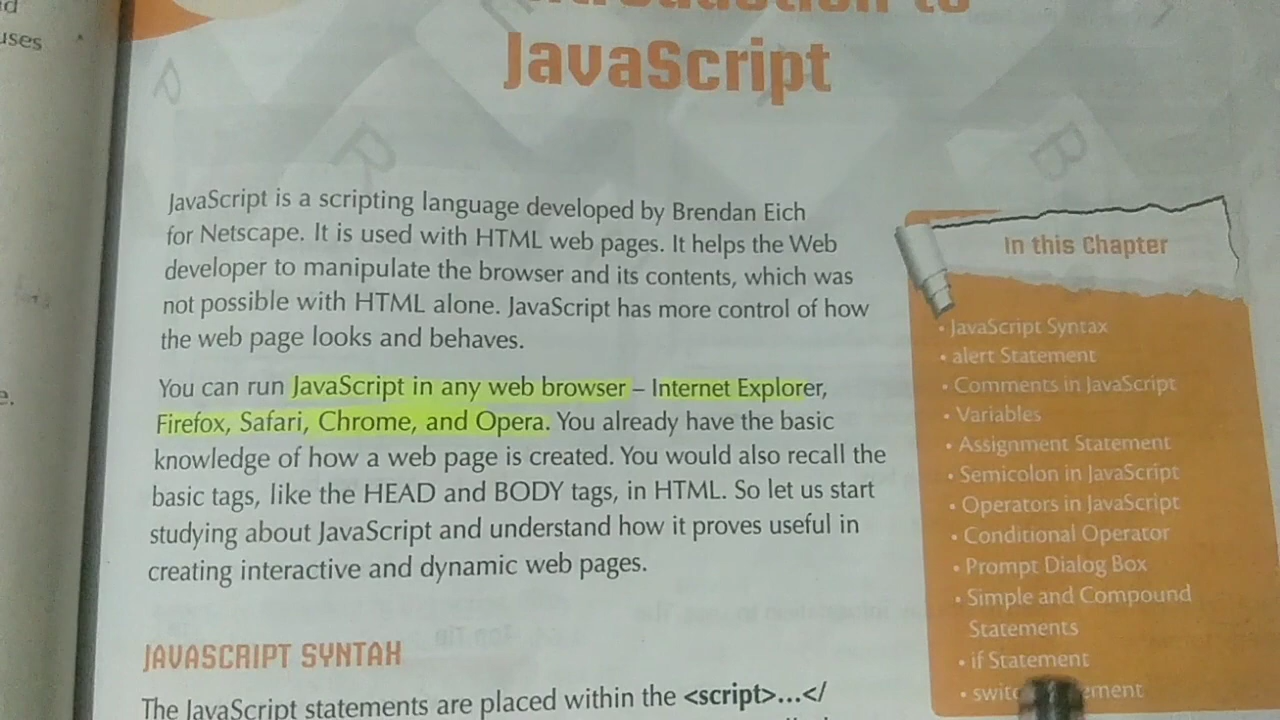 Introduction to
JavaScript
JavaScript is a scripting language developed by Brendan Eich
for Netscape. It is used with HTML web pages. It helps the Web
developer to manipulate the browser and its contents, which was
not possible with HTML alone. JavaScript has more control of how
the web page looks and behaves.
You can run JavaScript in any web browser – Internet Explorer,
Firefox, Safari, Chrome, and Opera. You already have the basic
knowledge of how a web page is created. You would also recall the
basic tags, like the HEAD and BODY tags, in HTML. So let us start
studying about JavaScript and understand how it proves useful in
creating interactive and dynamic web pages.
JAVASCRIPT SYNTAX
The JavaScript statements are placed within the <script>...</
In this Chapter
• JavaScript Syntax
• alert Statement
• Comments in JavaScript
• Variables
• Assignment Statement
• Semicolon in JavaScript
• Operators in JavaScript
• Conditional Operator
• Prompt Dialog Box
• Simple and Compound
Statements
• if Statement